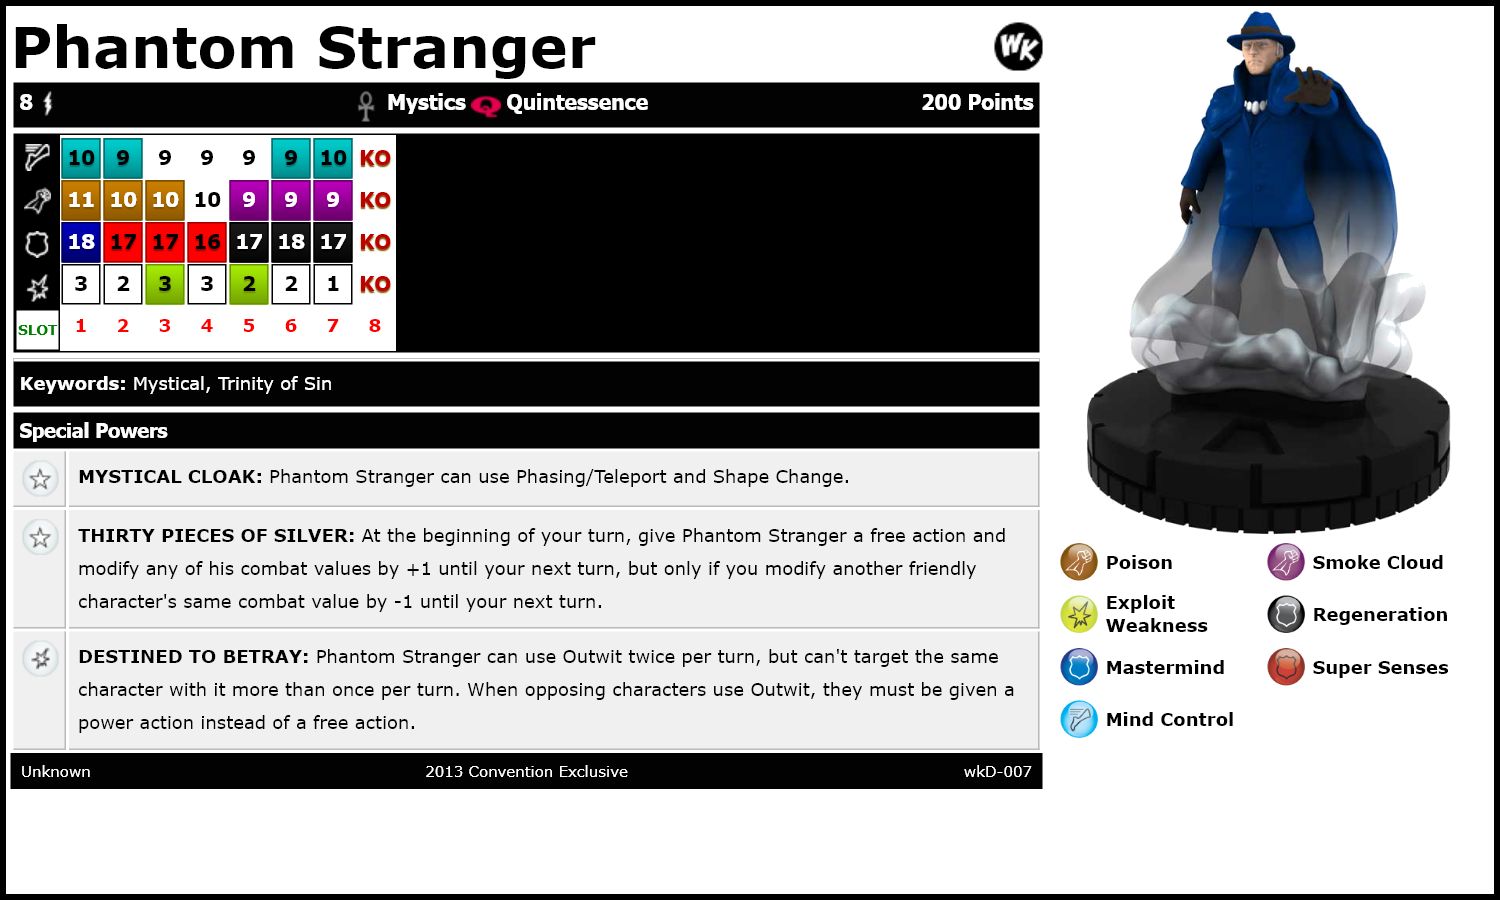 Phantom Stranger
WK
8 Mystics Quintessence 200 Points
10 9 9 9 9 9 10 KO
11 10 10 10 9 9 9 KO
18 17 17 16 17 18 17 KO
3 2 3 3 2 2 1 KO
SLOT 1 2 3 4 5 6 7 8
Keywords: Mystical, Trinity of Sin
Special Powers
MYSTICAL CLOAK: Phantom Stranger can use Phasing/Teleport and Shape Change.
THIRTY PIECES OF SILVER: At the beginning of your turn, give Phantom Stranger a free action and
modify any of his combat values by +1 until your next turn, but only if you modify another friendly
character's same combat value by -1 until your next turn.
DESTINED TO BETRAY: Phantom Stranger can use Outwit twice per turn, but can't target the same
character with it more than once per turn. When opposing characters use Outwit, they must be given a
power action instead of a free action.
Unknown 2013 Convention Exclusive wkD-007
Poison Smoke Cloud
Exploit
Weakness
Regeneration
Mastermind Super Senses
Mind Control